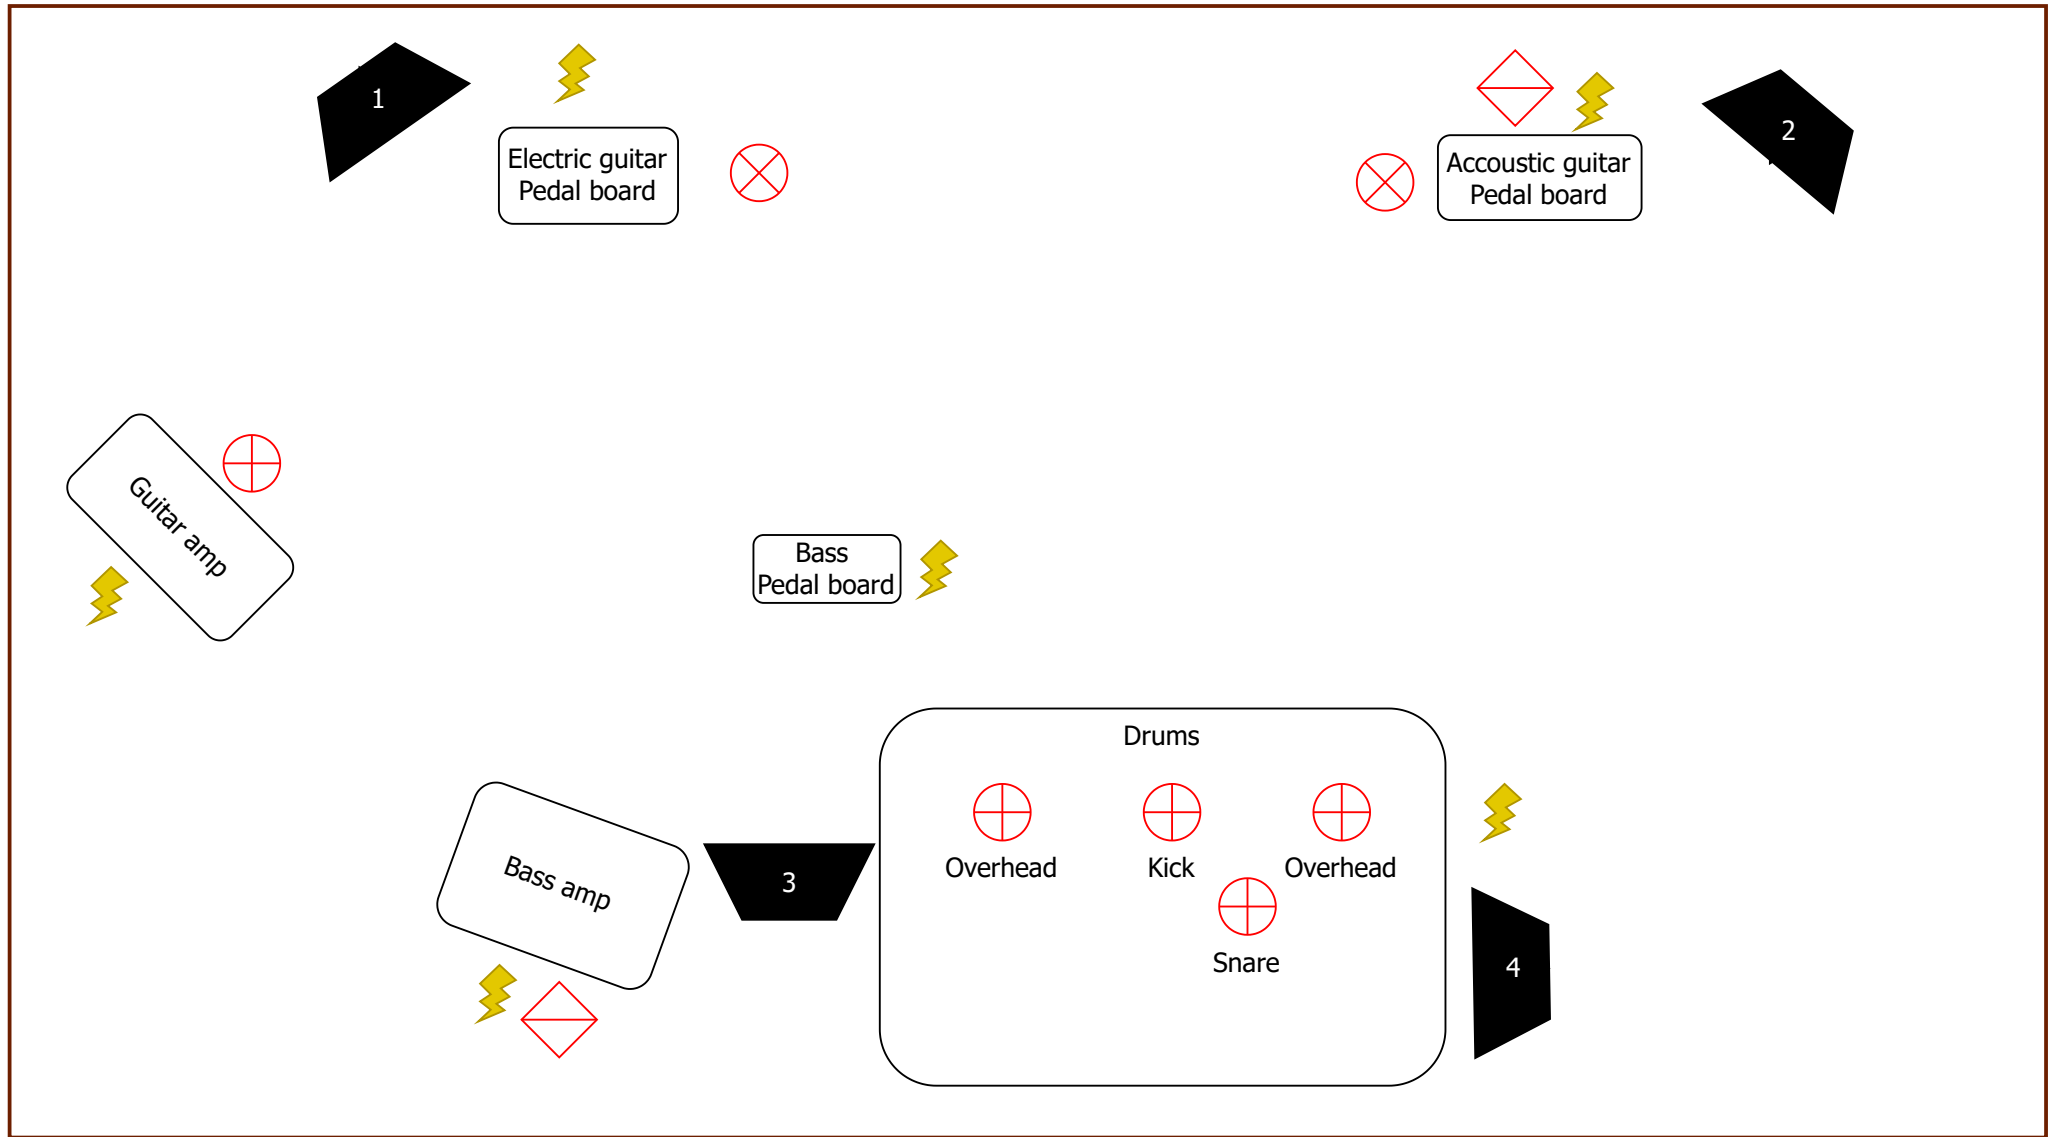 1
2
Electric guitar
Pedal board
Accoustic guitar
Pedal board
Guitar amp
Bass
Pedal board
Drums
Overhead
Kick
Overhead
Bass amp
3
Snare
4